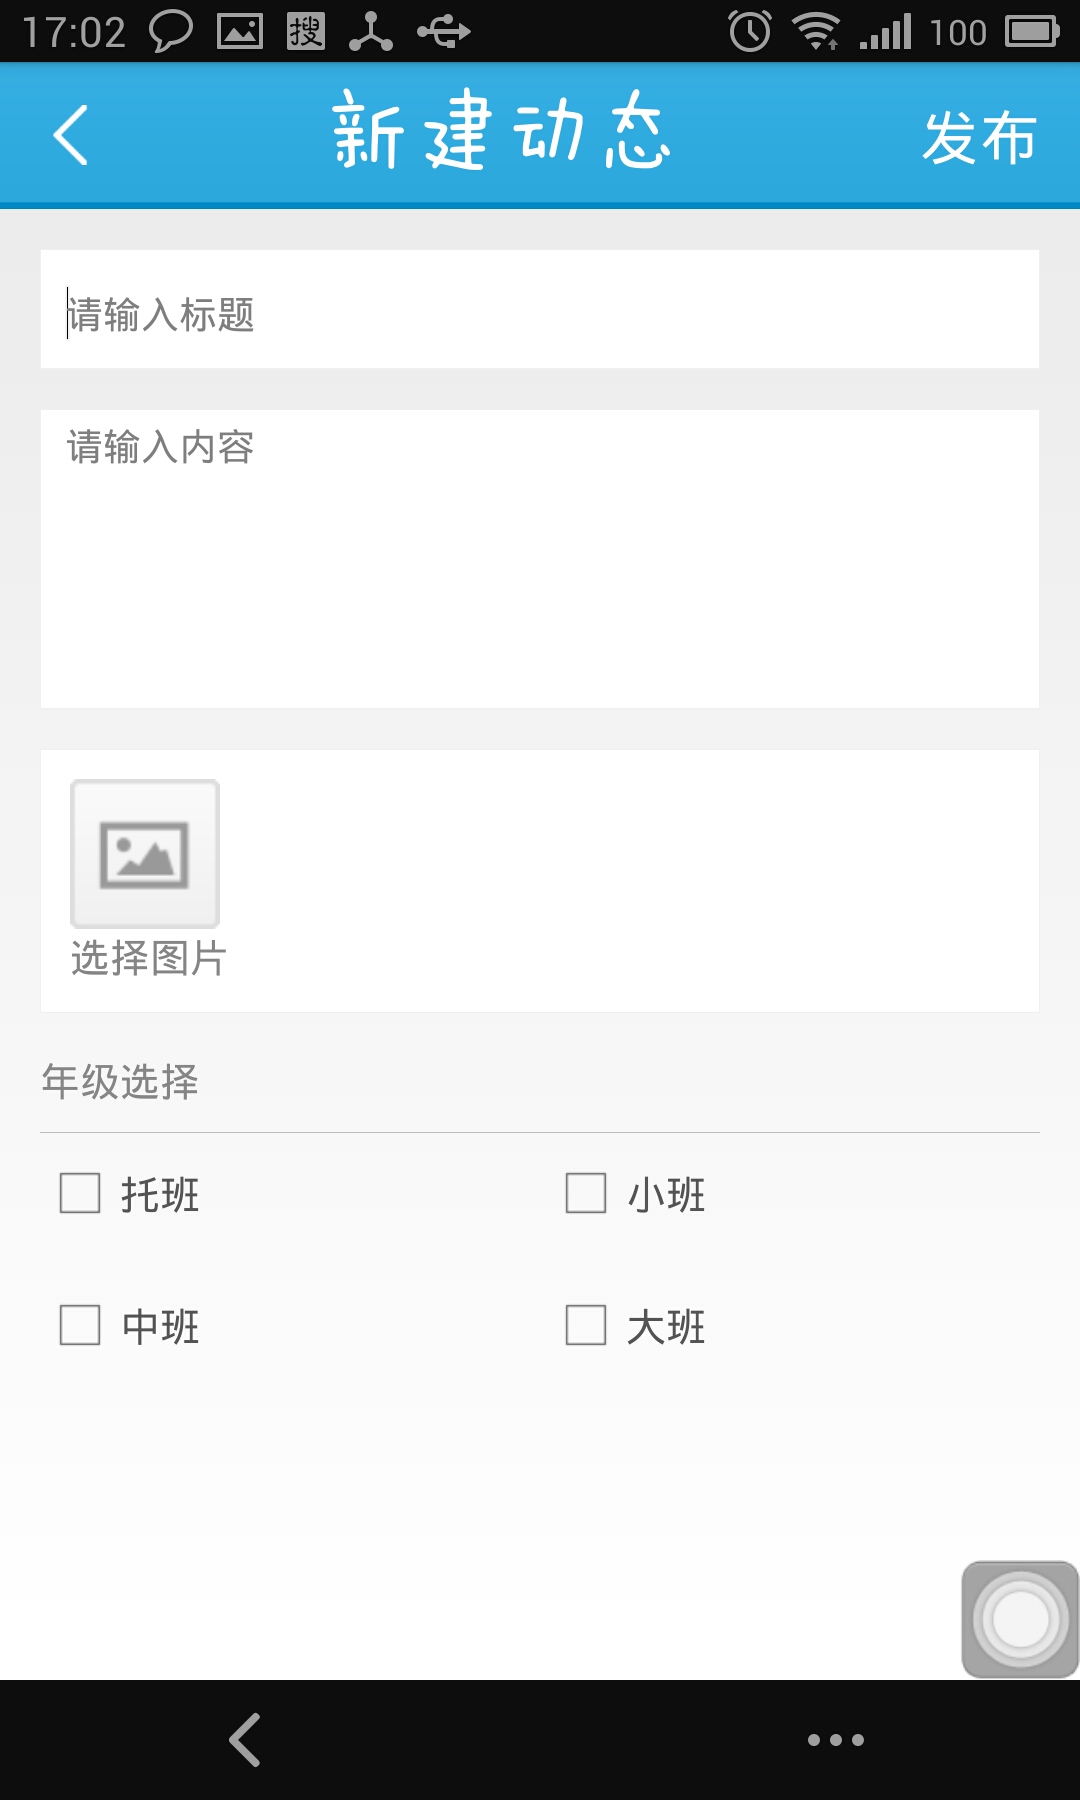 17:02 搜 100
新建动态 发布
请输入标题
请输入内容
选择图片
年级选择
托班 小班
中班 大班